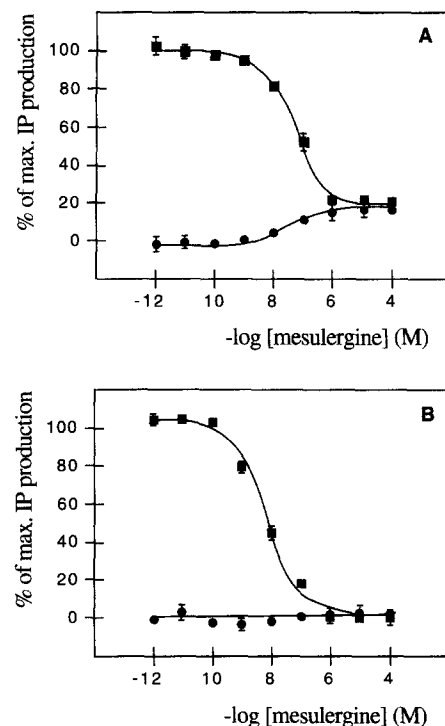 A
% of max. IP production
100
80
60
40
20
0
-12 10 8 6 4
-log [mesulergine] (M)
B
% of max. IP production
100
80
60
40
20
0
-12 10 8 6 4
-log [mesulergine] (M)